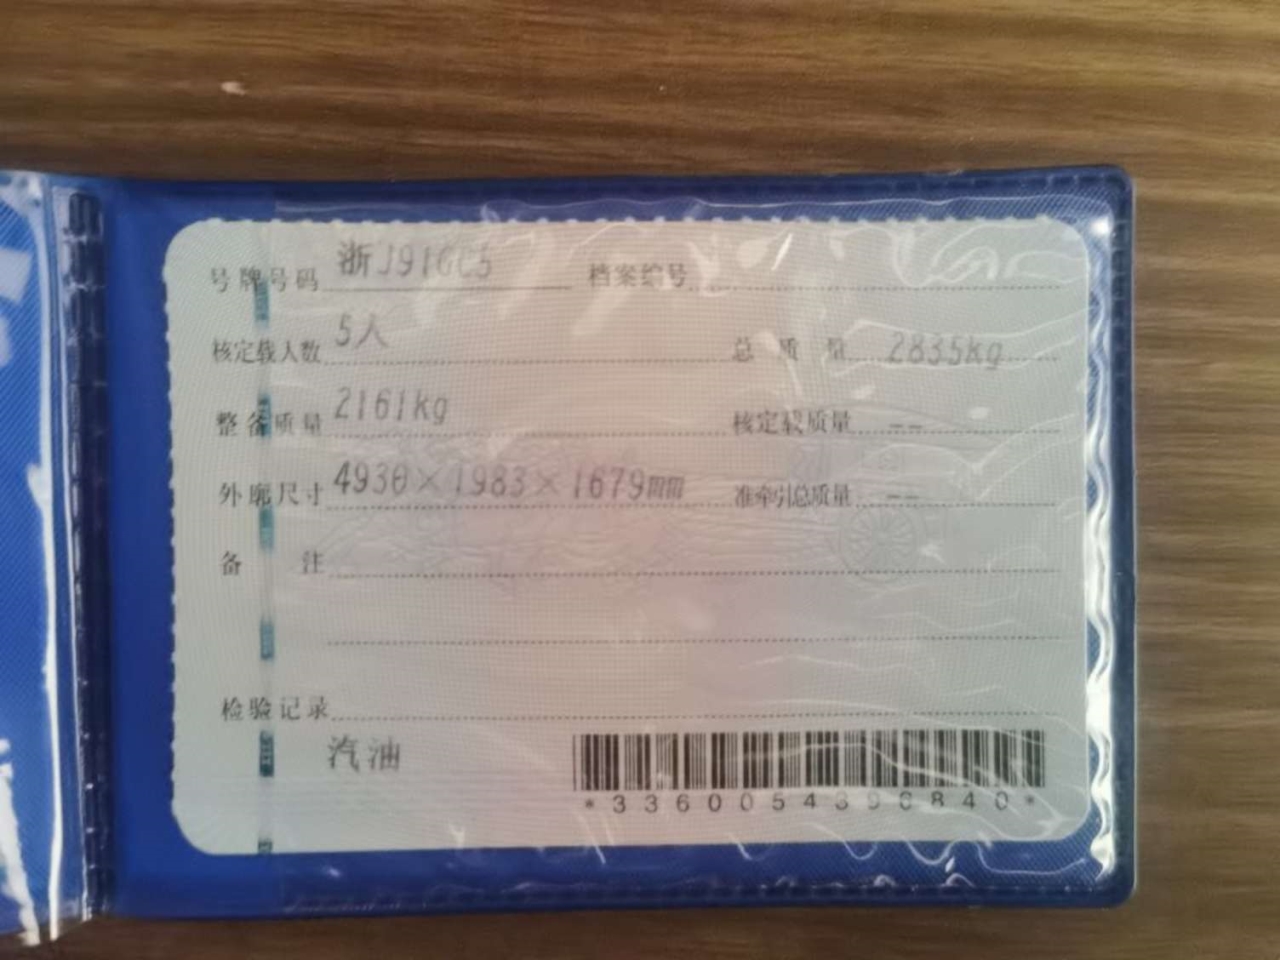 号牌号码 浙J91GC5 档案编号
核定载人数 5人 总质量 2835kg
整备质量 2161kg 核定载质量 --
外廓尺寸 4930×1983×1679mm 准牵引总质量 --
备注
检验记录
汽油